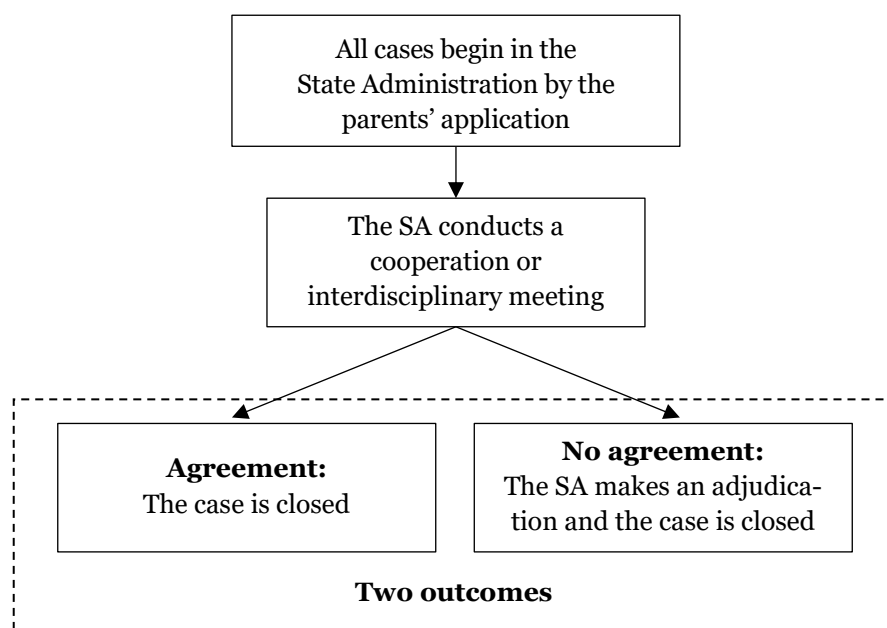 All cases begin in the
State Administration by the
parents’ application
The SA conducts a
cooperation or
interdisciplinary meeting
Agreement:
The case is closed
No agreement:
The SA makes an adjudica-
tion and the case is closed
Two outcomes